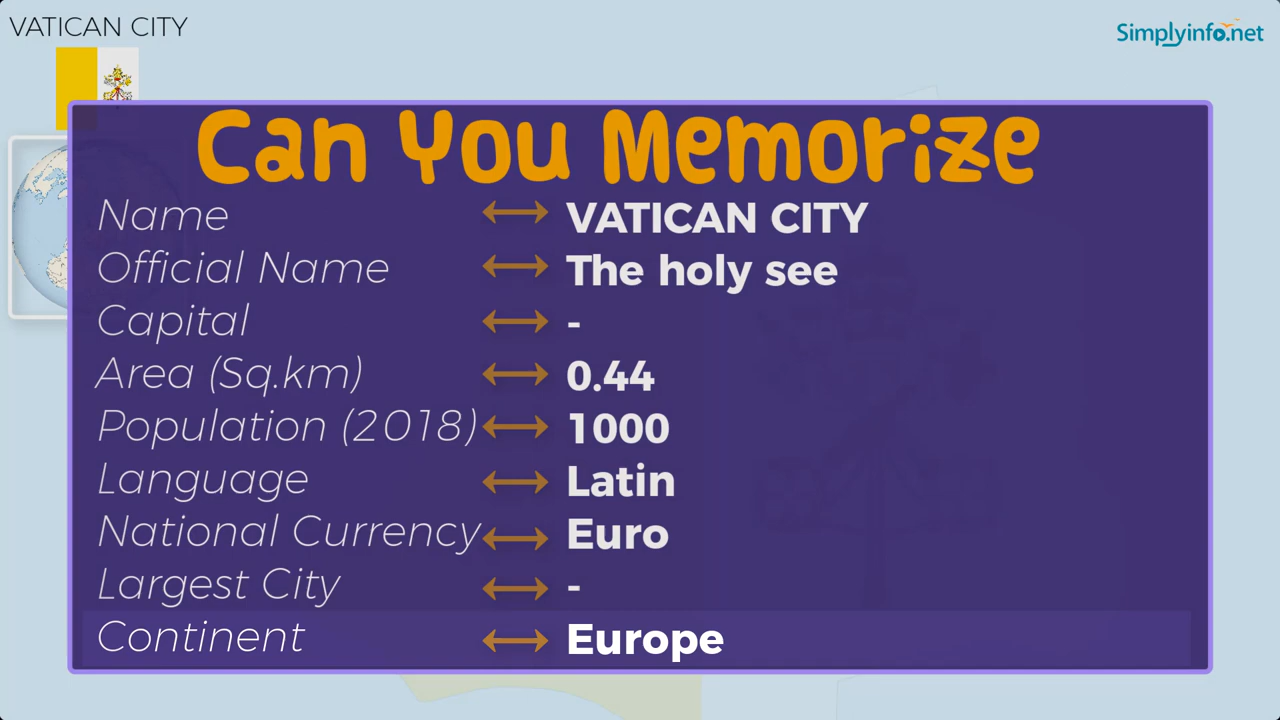 VATICAN CITY
Simplyinfo.net
Can You Memorize
Name ↔ VATICAN CITY
Official Name ↔ The holy see
Capital ↔ -
Area (Sq.km) ↔ 0.44
Population (2018) ↔ 1000
Language ↔ Latin
National Currency ↔ Euro
Largest City ↔ -
Continent ↔ Europe